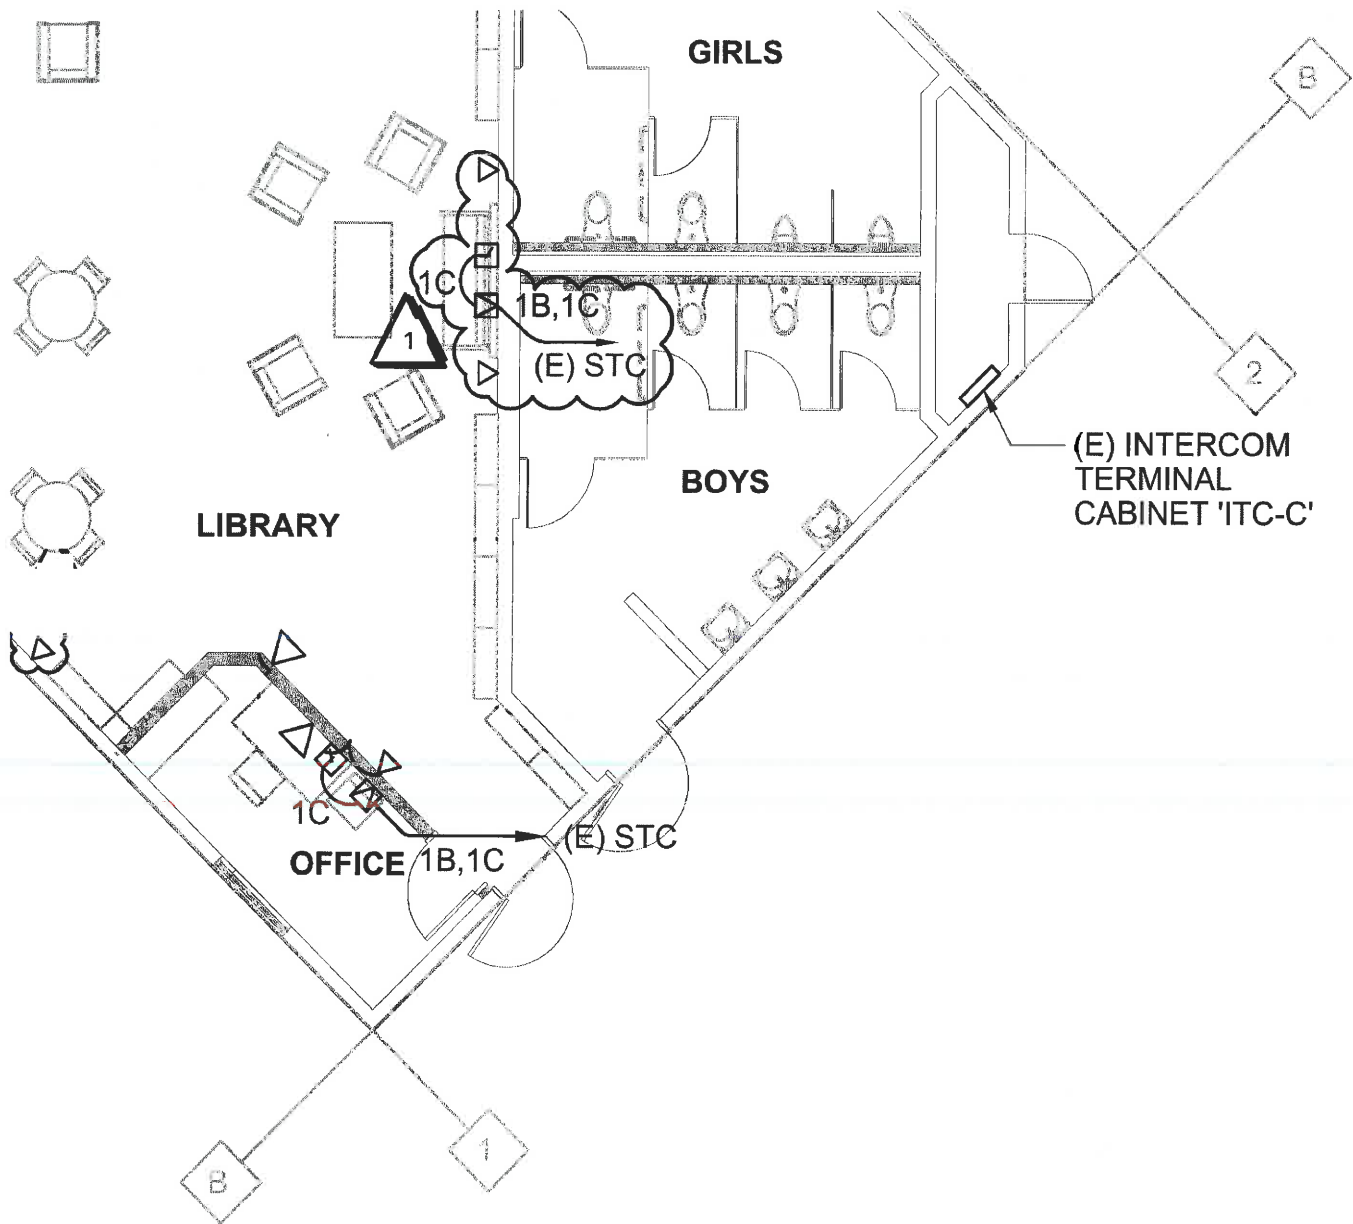 GIRLS
B
1C
1B,1C
1
(E) STC
2
(E) INTERCOM
TERMINAL
CABINET 'ITC-C'
BOYS
LIBRARY
1C
(E) STC
OFFICE
1B,1C
1
B